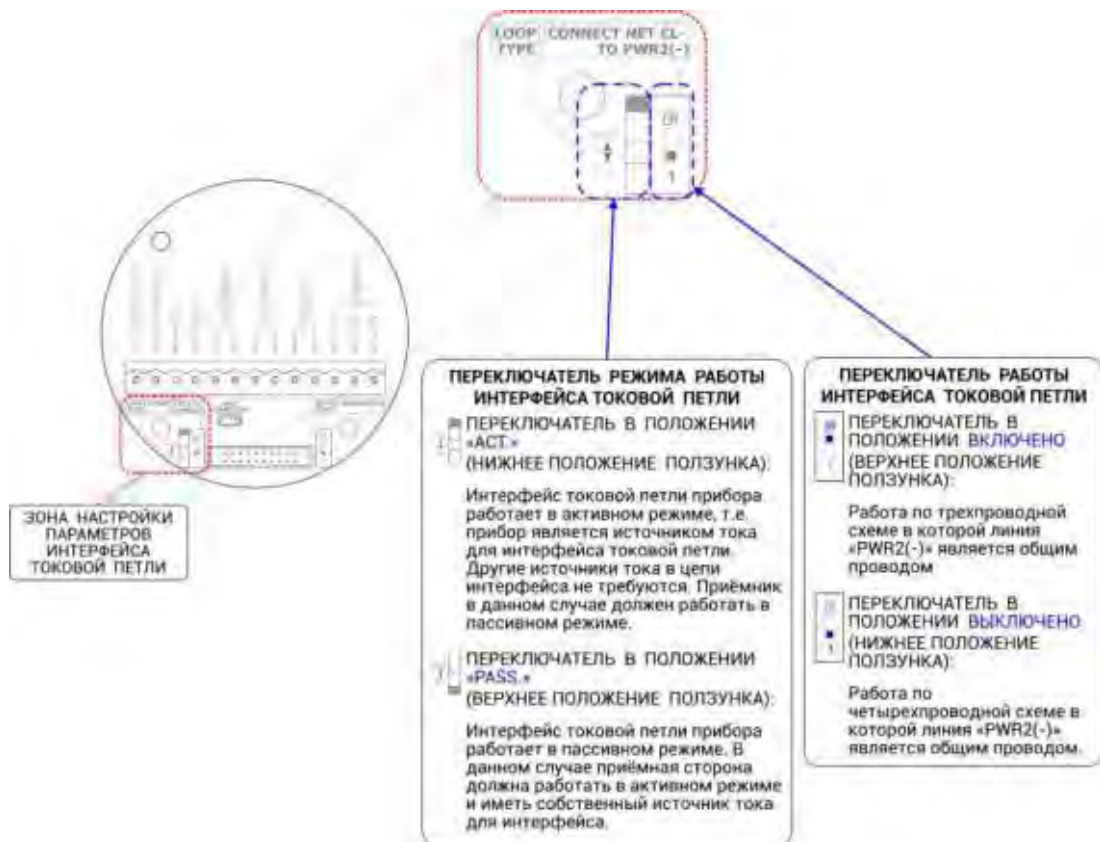 LOOP TYPE
CONNECT NET CL-
TO PWR2(-)
1
ЗОНА НАСТРОЙКИ
ПАРАМЕТРОВ
ИНТЕРФЕЙСА
ТОКОВОЙ ПЕТЛИ
ПЕРЕКЛЮЧАТЕЛЬ РЕЖИМА РАБОТЫ
ИНТЕРФЕЙСА ТОКОВОЙ ПЕТЛИ
ПЕРЕКЛЮЧАТЕЛЬ В ПОЛОЖЕНИИ
«ACT.»
(НИЖНЕЕ ПОЛОЖЕНИЕ ПОЛЗУНКА):
Интерфейс токовой петли прибора
работает в активном режиме, т.е.
прибор является источником тока
для интерфейса токовой петли.
Другие источники тока в цепи
интерфейса не требуются. Приёмник
в данном случае должен работать в
пассивном режиме.
ПЕРЕКЛЮЧАТЕЛЬ В ПОЛОЖЕНИИ
«PASS.»
(ВЕРХНЕЕ ПОЛОЖЕНИЕ ПОЛЗУНКА):
Интерфейс токовой петли прибора
работает в пассивном режиме. В
данном случае приёмная сторона
должна работать в активном режиме
и иметь собственный источник тока
для интерфейса.
ПЕРЕКЛЮЧАТЕЛЬ РАБОТЫ
ИНТЕРФЕЙСА ТОКОВОЙ ПЕТЛИ
ПЕРЕКЛЮЧАТЕЛЬ В
ПОЛОЖЕНИИ ВКЛЮЧЕНО
(ВЕРХНЕЕ ПОЛОЖЕНИЕ
ПОЛЗУНКА):
Работа по трехпроводной
схеме в которой линия
«PWR2(-)» является общим
проводом
ПЕРЕКЛЮЧАТЕЛЬ В
ПОЛОЖЕНИИ ВЫКЛЮЧЕНО
1
(НИЖНЕЕ ПОЛОЖЕНИЕ
ПОЛЗУНКА):
Работа по
четырехпроводной схеме в
которой линия «PWR2(-)»
является общим проводом.